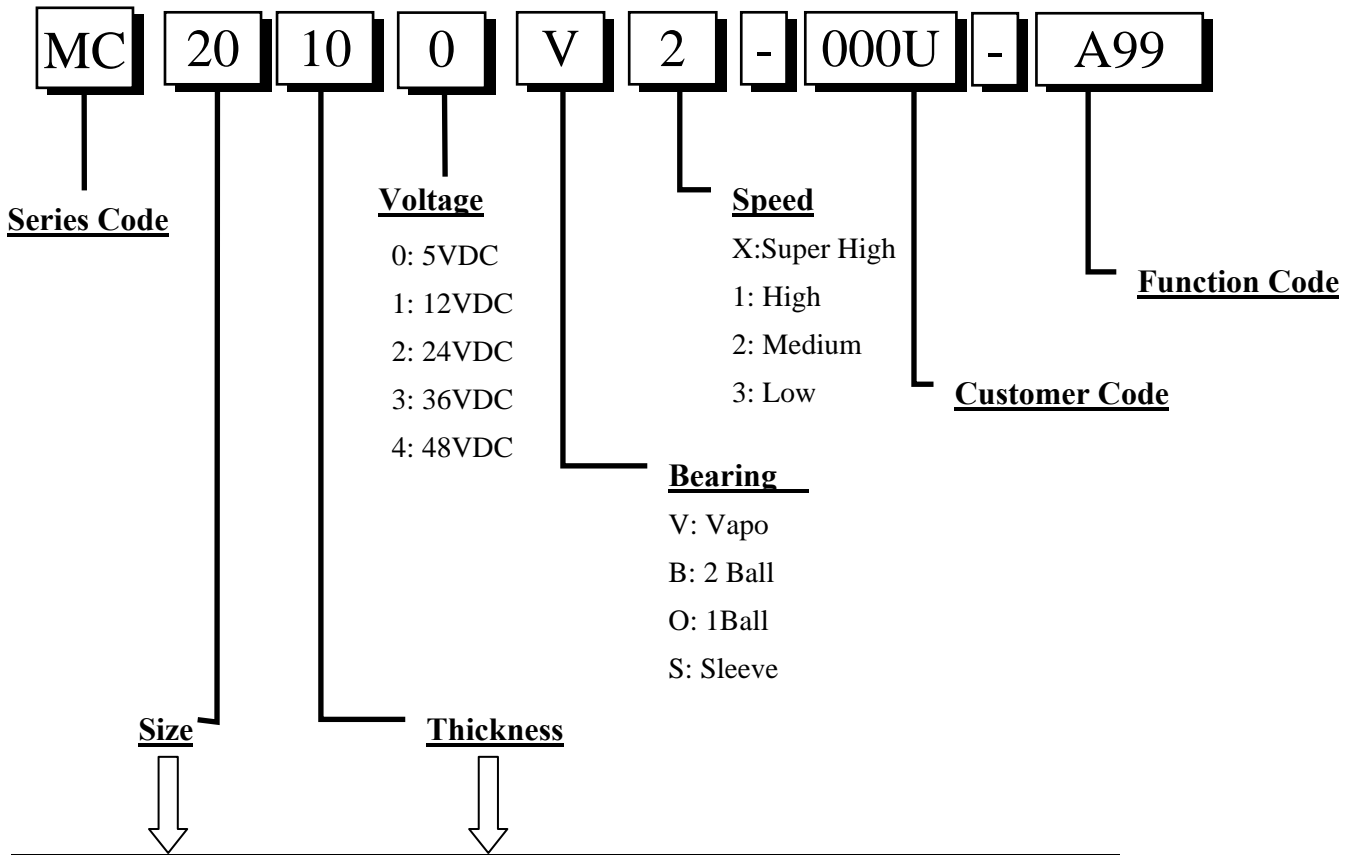 MC 20 10 0 V 2 - 000U - A99
Series Code
Voltage
0: 5VDC
1: 12VDC
2: 24VDC
3: 36VDC
4: 48VDC
Speed
X:Super High
1: High
2: Medium
3: Low
Function Code
Customer Code
Bearing
V: Vapo
B: 2 Ball
O: 1Ball
S: Sleeve
Size
Thickness